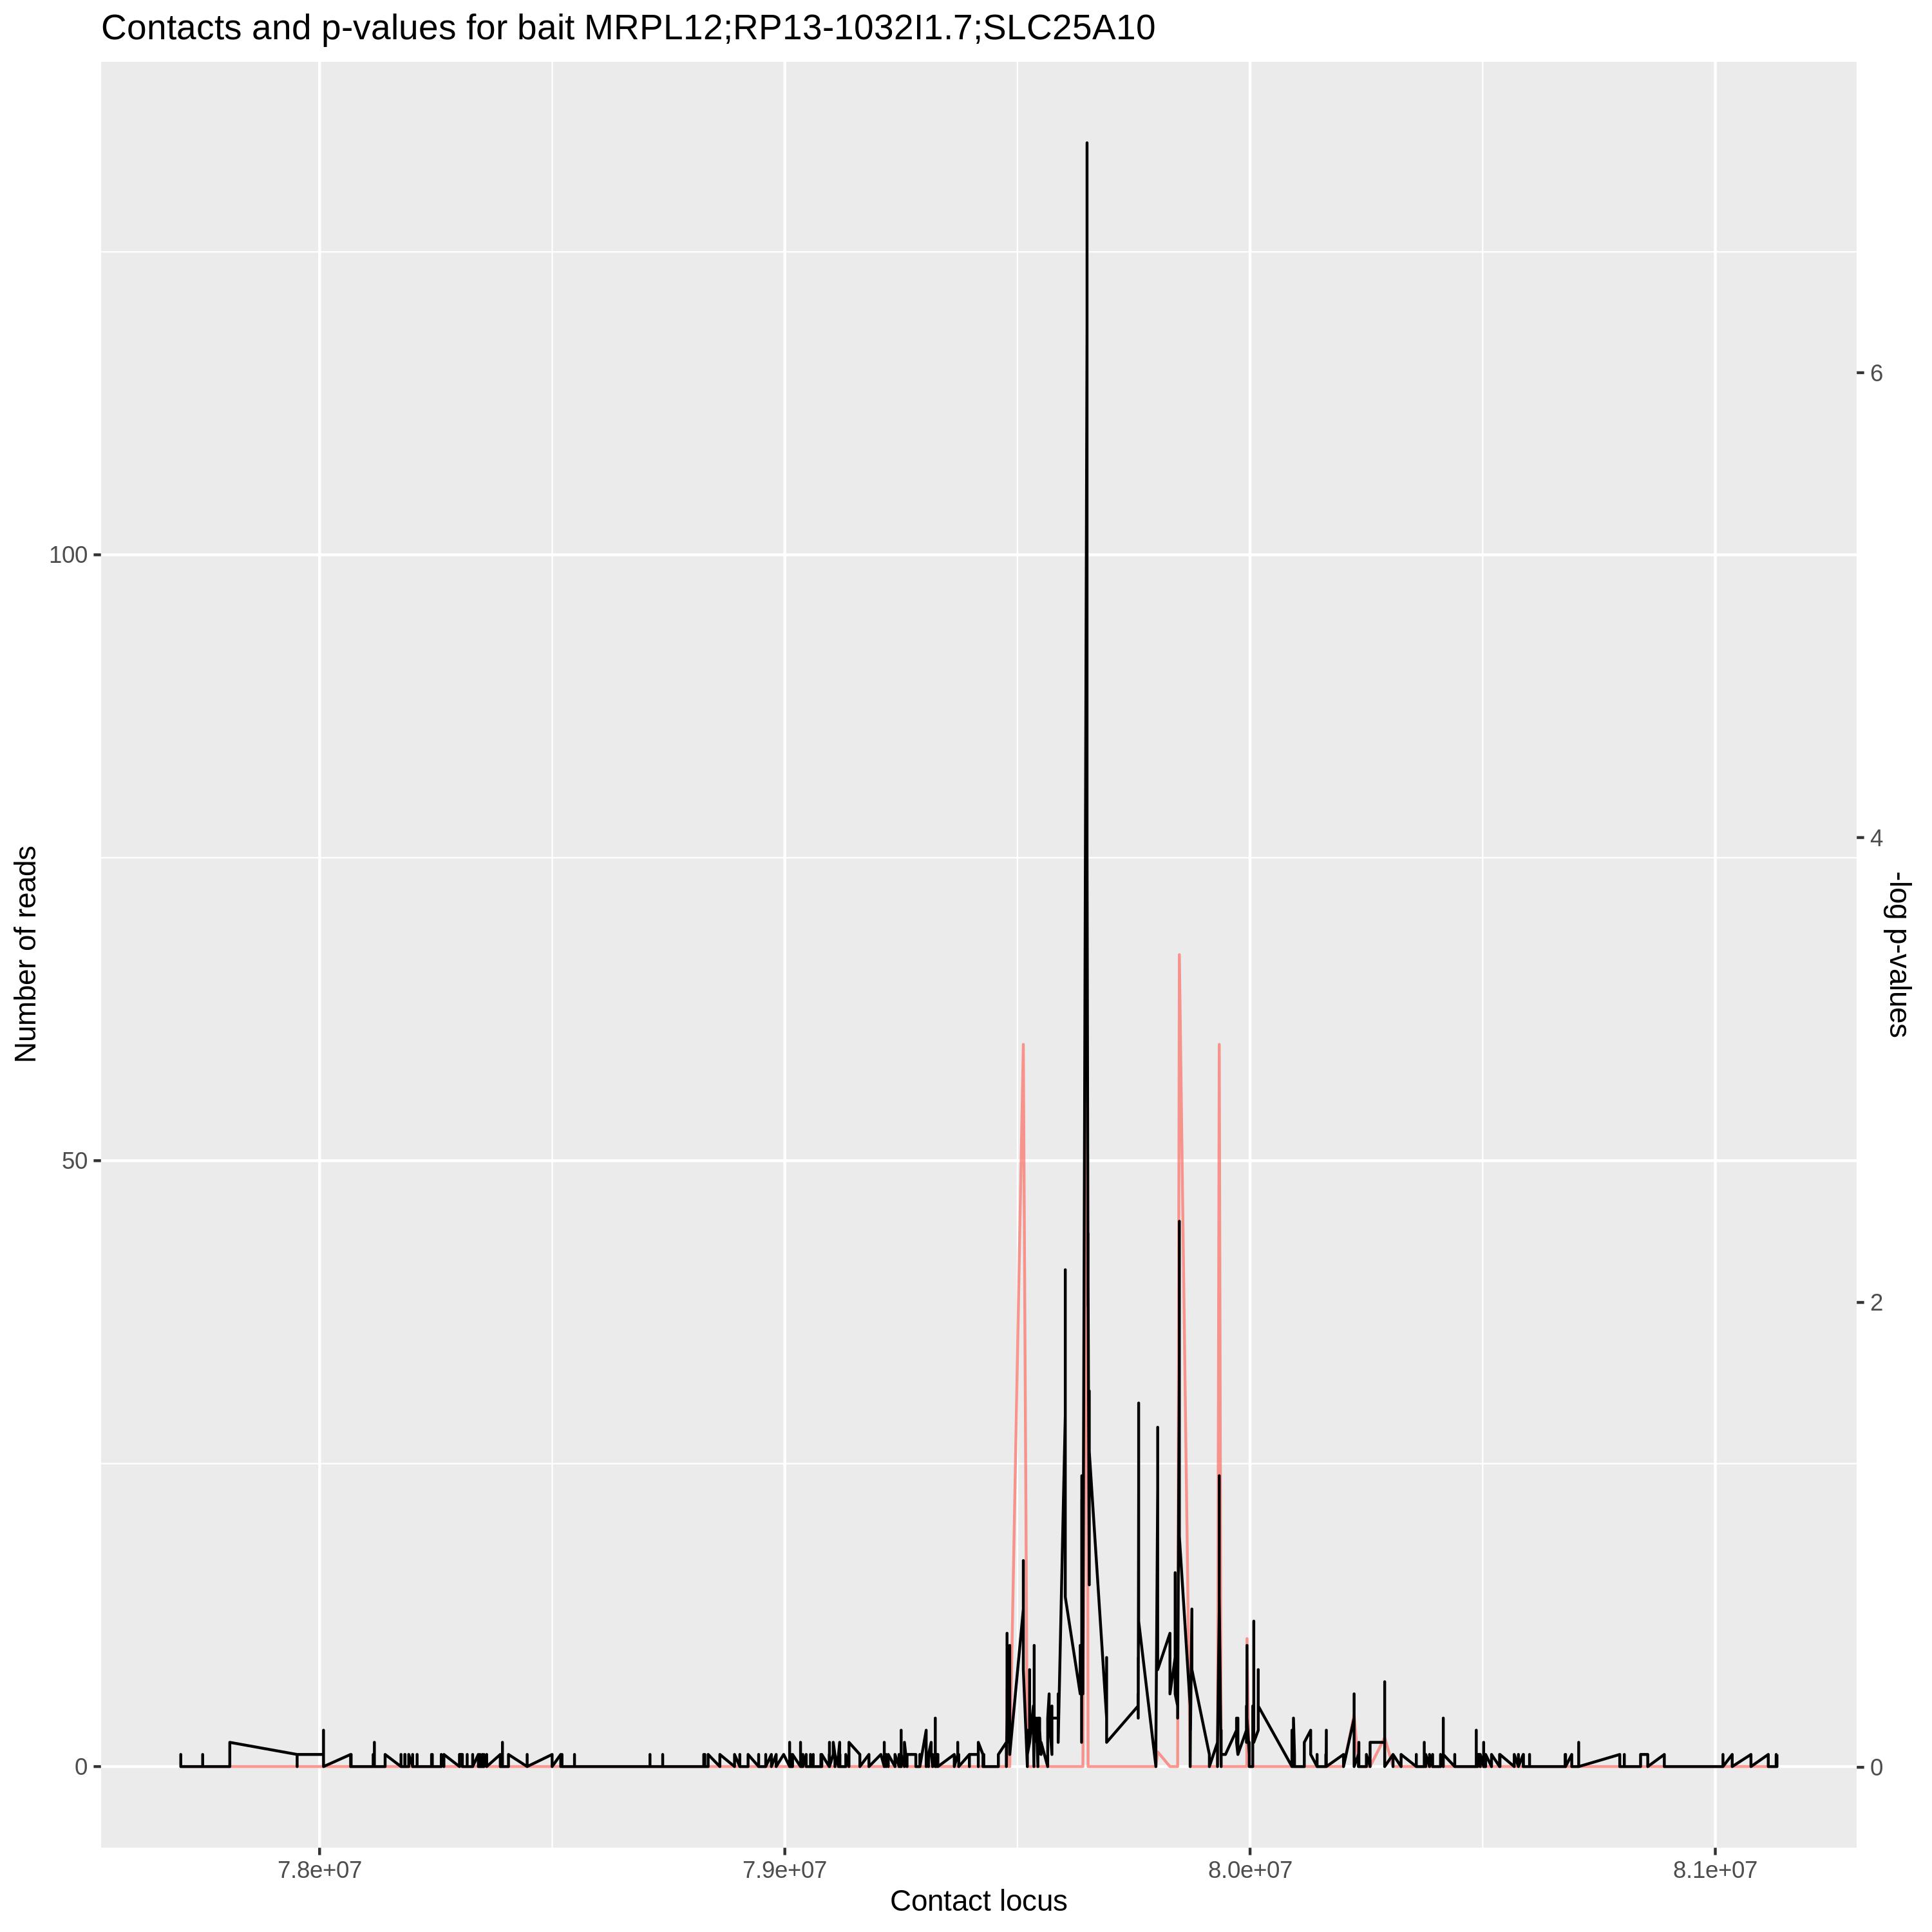 Contacts and p-values for bait MRPL12;RP13-1032I1.7;SLC25A10
100
50
0
Number of reads
6
4
2
0
-log p-values
7.8e+07
7.9e+07
8.0e+07
8.1e+07
Contact locus